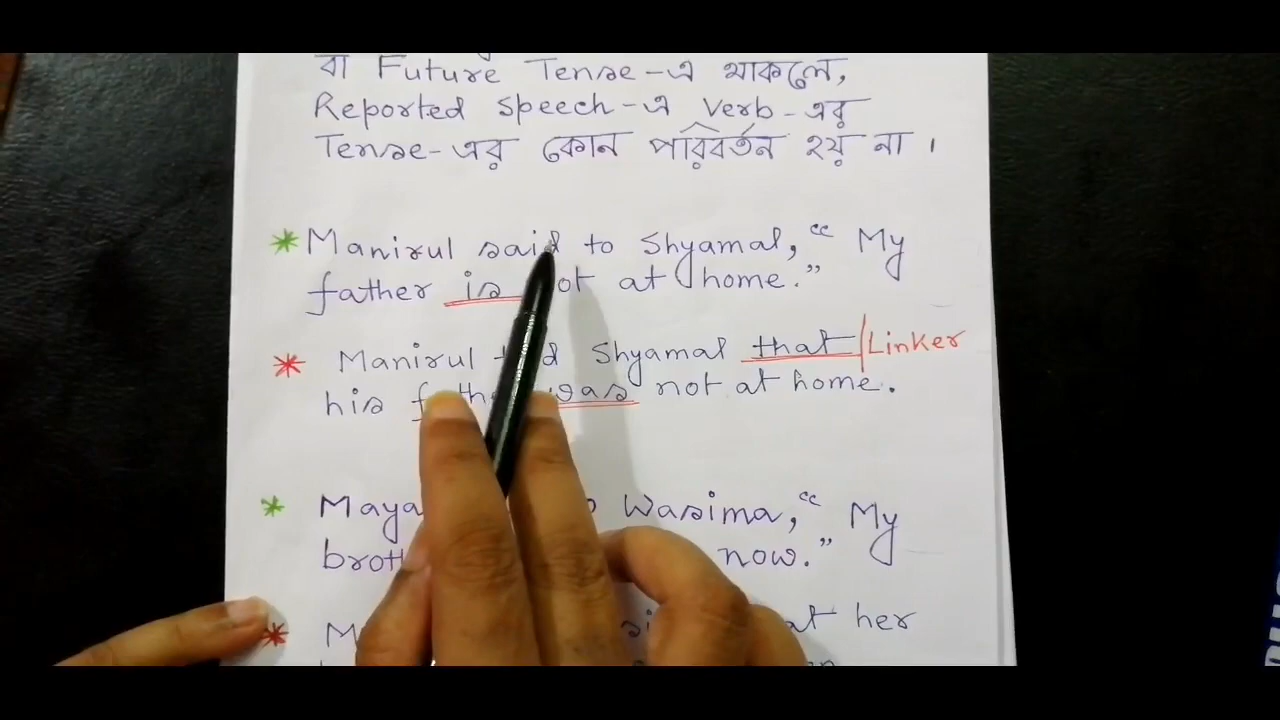 বা Future Tense-এ থাকলে,
Reported speech-এ Verb-এর
Tense-এর কোন পরিবর্তন হয় না ।
* Manirul said to Shyamal, “ My
father is not at home.”
* Manirul Shyamal that | Linker
his was not at home.
* Wasima, “ My
now.”
* her